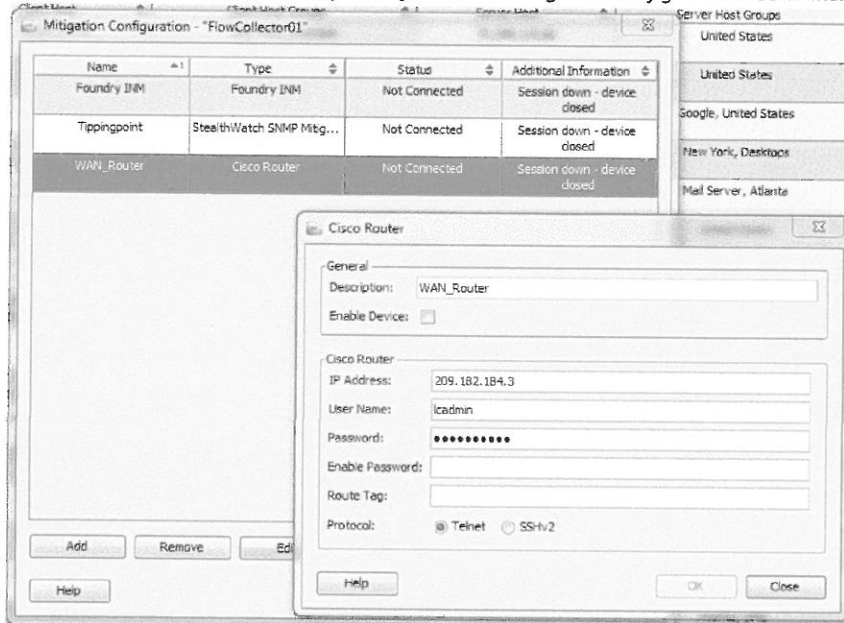 Server Host Groups
Mitigation Configuration - "FlowCollector01"
United States
Name Type Status Additional Information
Foundry INM Foundry INM Not Connected Session down - device closed
United States
Tippingpoint StealthWatch SNMP Mitig... Not Connected Session down - device closed
Google, United States
WAN_Router Cisco Router Not Connected Session down - device closed
New York, Desktops
Mail Server, Atlanta
Cisco Router
General
Description: WAN_Router
Enable Device:
Cisco Router
IP Address: 209.182.184.3
User Name: lcadmin
Password: ••••••••••
Enable Password:
Route Tag:
Protocol: Telnet SSHv2
Add Remove Edi
Help
Help OK Close